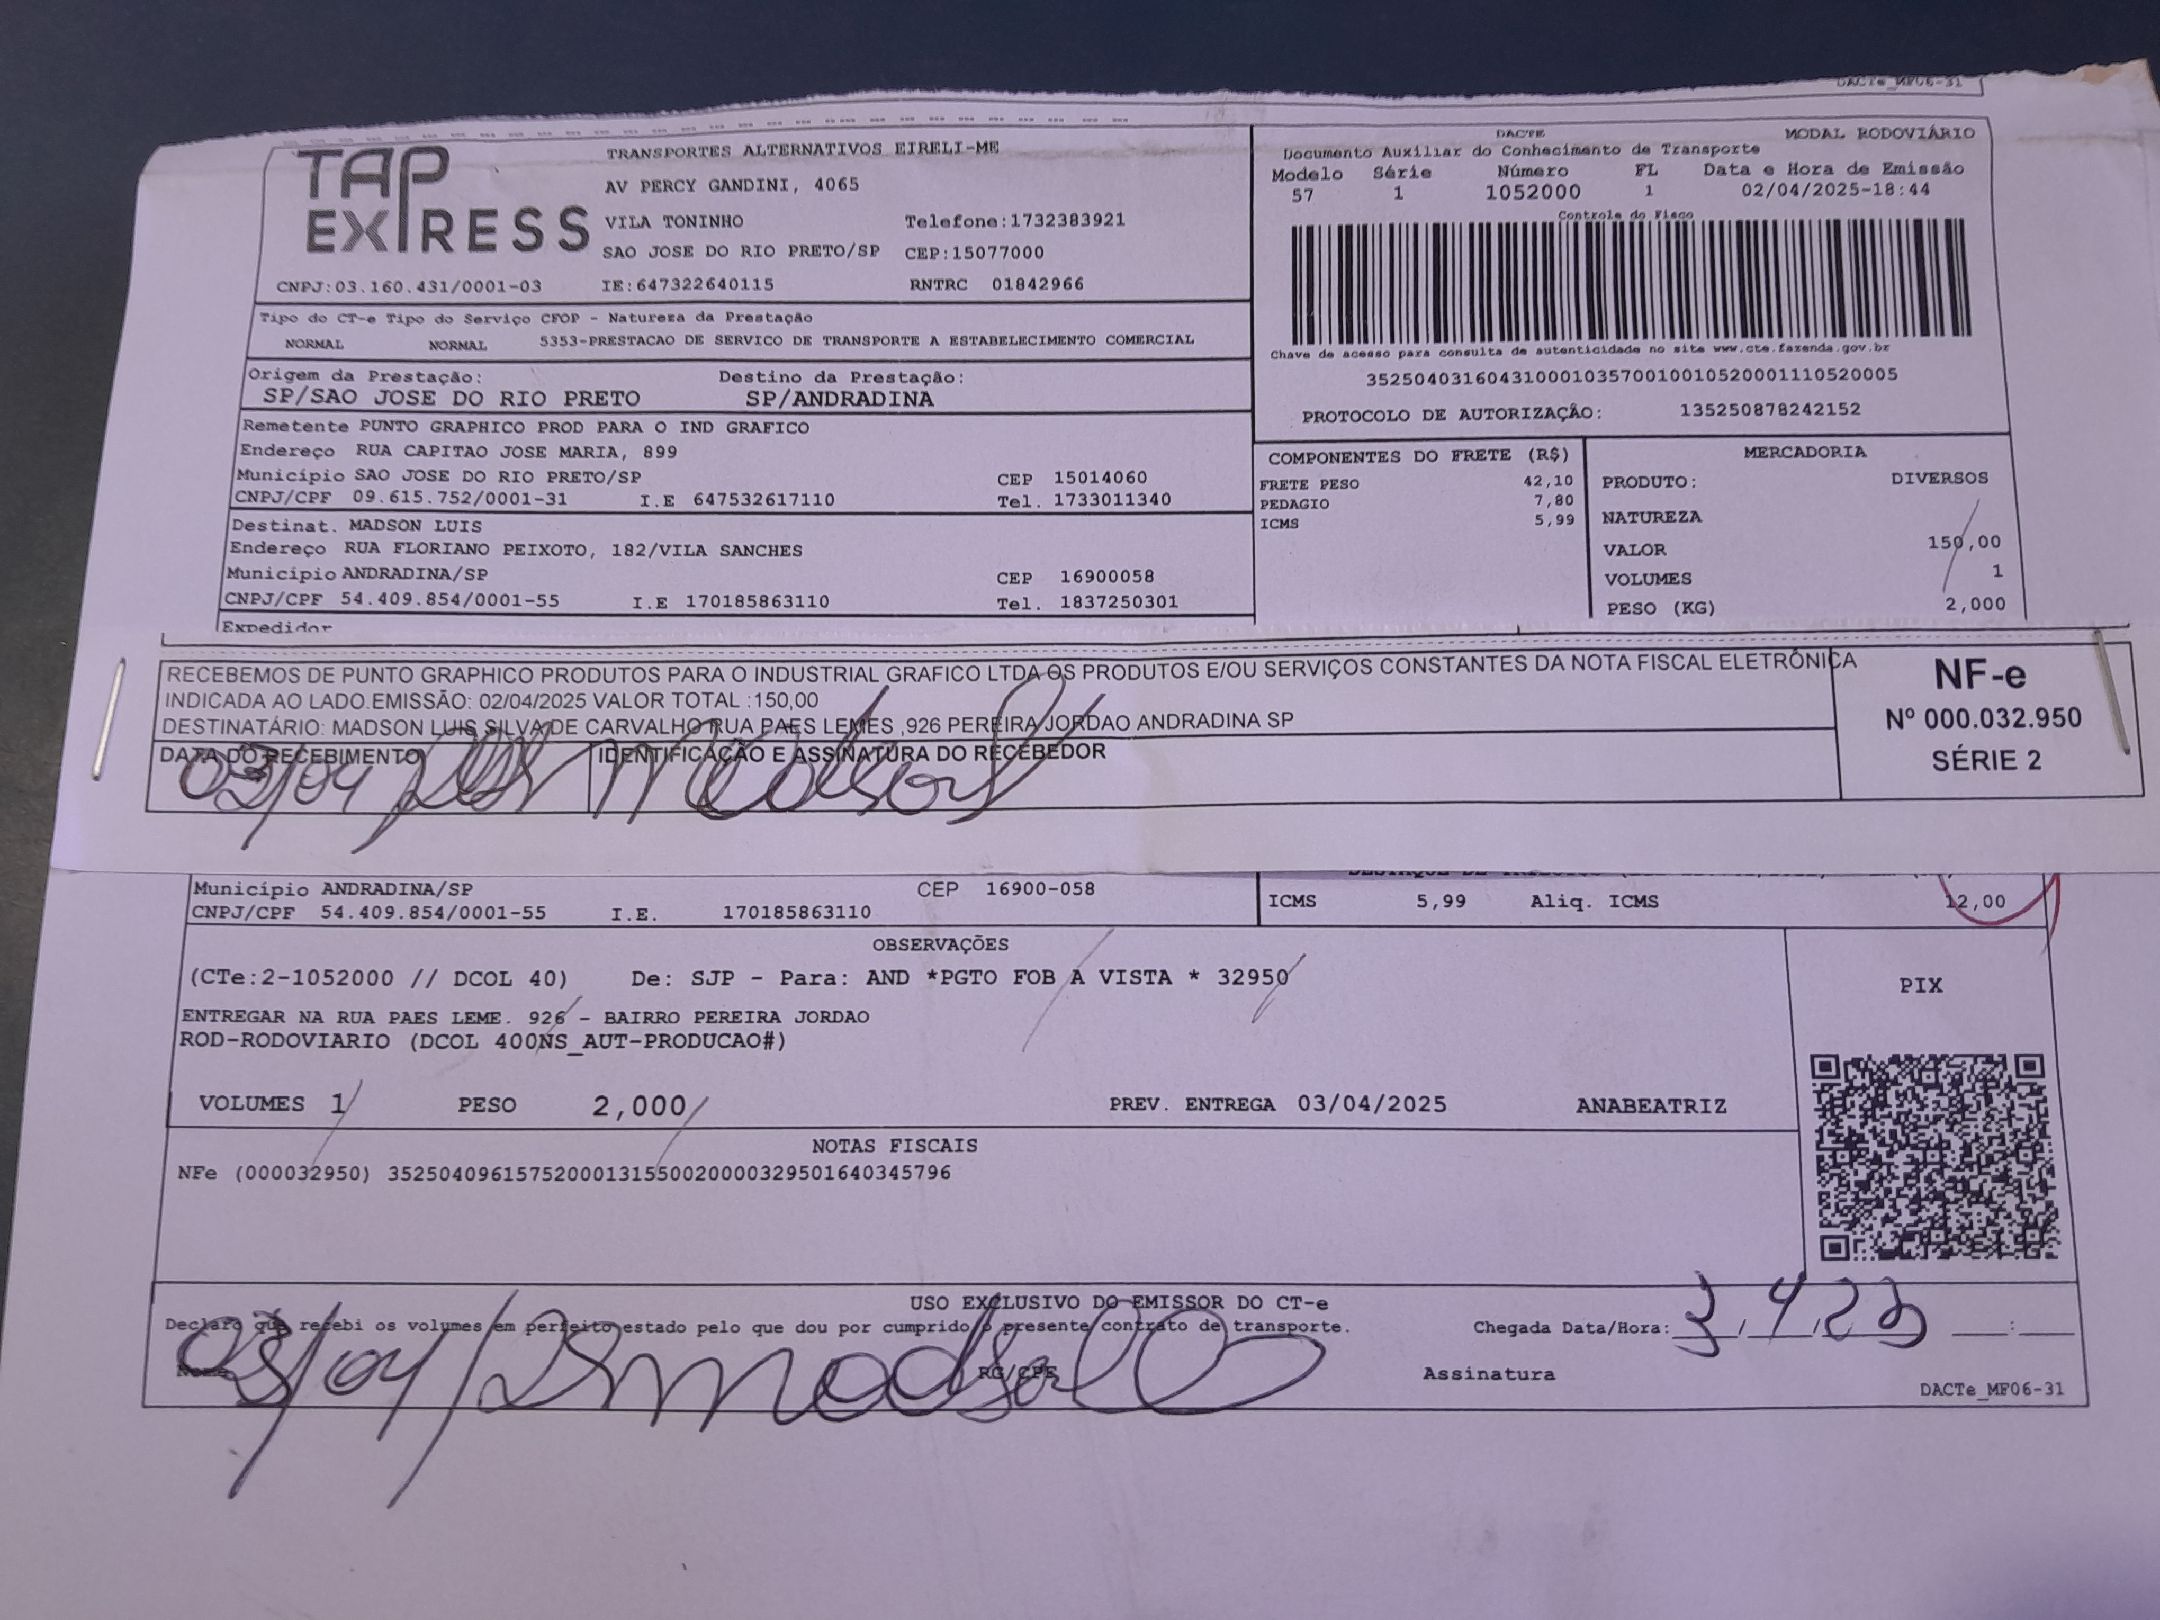 DACTe_MF06-31
TAP EXPRESS
TRANSPORTES ALTERNATIVOS EIRELI-ME
AV PERCY GANDINI, 4065
VILA TONINHO Telefone:1732383921
SAO JOSE DO RIO PRETO/SP CEP:15077000
CNPJ:03.160.431/0001-03 IE:647322640115 RNTRC 01842966
DACTE MODAL RODOVIÁRIO
Documento Auxiliar do Conhecimento de Transporte
Modelo Série Número FL Data e Hora de Emissão
57 1 1052000 1 02/04/2025-18:44
Controle do Fisco
Chave de acesso para consulta de autenticidade no site www.cte.fazenda.gov.br
35250403160431000103570010010520001110520005
PROTOCOLO DE AUTORIZAÇÃO: 135250878242152
Tipo do CT-e Tipo do Serviço CFOP - Natureza da Prestação
NORMAL NORMAL 5353-PRESTACAO DE SERVICO DE TRANSPORTE A ESTABELECIMENTO COMERCIAL
Origem da Prestação: Destino da Prestação:
SP/SAO JOSE DO RIO PRETO SP/ANDRADINA
Remetente PUNTO GRAPHICO PROD PARA O IND GRAFICO
Endereço RUA CAPITAO JOSE MARIA, 899
Município SAO JOSE DO RIO PRETO/SP CEP 15014060
CNPJ/CPF 09.615.752/0001-31 I.E 647532617110 Tel. 1733011340
Destinat. MADSON LUIS
Endereço RUA FLORIANO PEIXOTO, 182/VILA SANCHES
Município ANDRADINA/SP CEP 16900058
CNPJ/CPF 54.409.854/0001-55 I.E 170185863110 Tel. 1837250301
Expedidor
COMPONENTES DO FRETE (R$)
FRETE PESO 42,10
PEDAGIO 7,80
ICMS 5,99
MERCADORIA
PRODUTO: DIVERSOS
NATUREZA
VALOR 150,00
VOLUMES 1
PESO (KG) 2,000
RECEBEMOS DE PUNTO GRAPHICO PRODUTOS PARA O INDUSTRIAL GRAFICO LTDA OS PRODUTOS E/OU SERVIÇOS CONSTANTES DA NOTA FISCAL ELETRÔNICA
INDICADA AO LADO.EMISSÃO: 02/04/2025 VALOR TOTAL :150,00
DESTINATÁRIO: MADSON LUIS SILVA DE CARVALHO RUA PAES LEMES ,926 PEREIRA JORDAO ANDRADINA SP
DATA DO RECEBIMENTO IDENTIFICAÇÃO E ASSINATURA DO RECEBEDOR
03/04 Madson
NF-e
Nº 000.032.950
SÉRIE 2
Município ANDRADINA/SP CEP 16900-058
CNPJ/CPF 54.409.854/0001-55 I.E. 170185863110
ICMS 5,99 Aliq. ICMS 12,00
OBSERVAÇÕES
(CTe:2-1052000 // DCOL 40) De: SJP - Para: AND *PGTO FOB A VISTA * 32950
ENTREGAR NA RUA PAES LEME. 926 - BAIRRO PEREIRA JORDAO
ROD-RODOVIARIO (DCOL 400NS_AUT-PRODUCAO#)
VOLUMES 1 PESO 2,000 PREV. ENTREGA 03/04/2025 ANABEATRIZ
PIX
NOTAS FISCAIS
NFe (000032950) 35250409615752000131550020000329501640345796
USO EXCLUSIVO DO EMISSOR DO CT-e
Declaro que recebi os volumes em perfeito estado pelo que dou por cumprido o presente contrato de transporte.
Chegada Data/Hora: 3/4/25 :
03/04/ Madson
RG/CPF Assinatura
DACTe_MF06-31